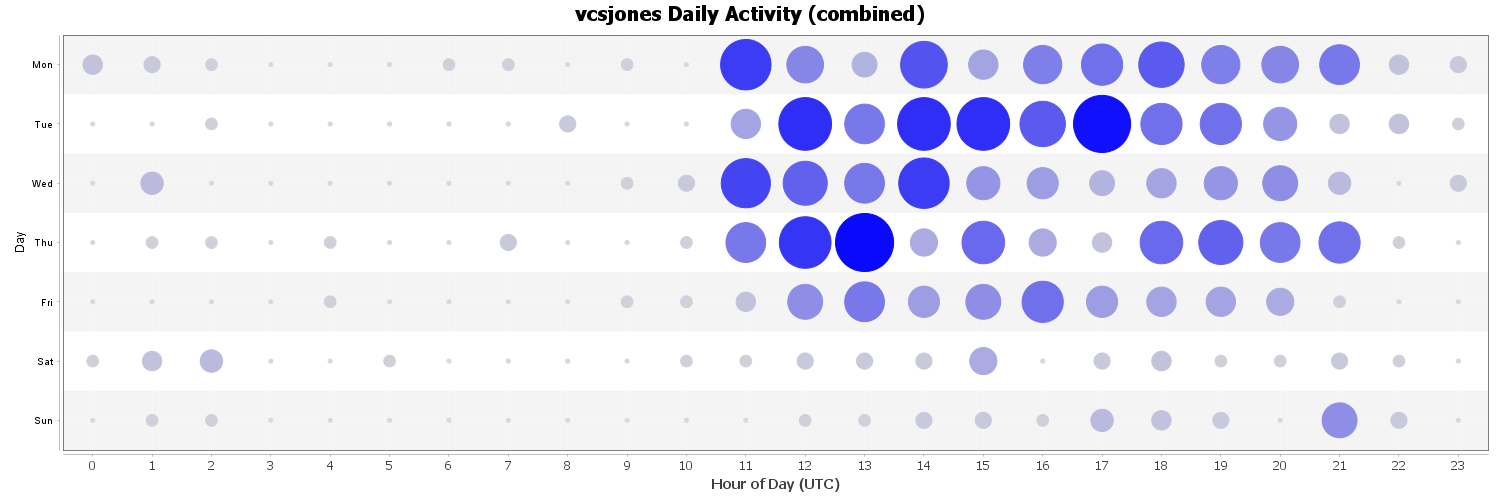 vcsjones Daily Activity (combined)
Mon
Tue
Wed
Thu
Fri
Sat
Sun
Day
0 1 2 3 4 5 6 7 8 9 10 11 12 13 14 15 16 17 18 19 20 21 22 23
Hour of Day (UTC)